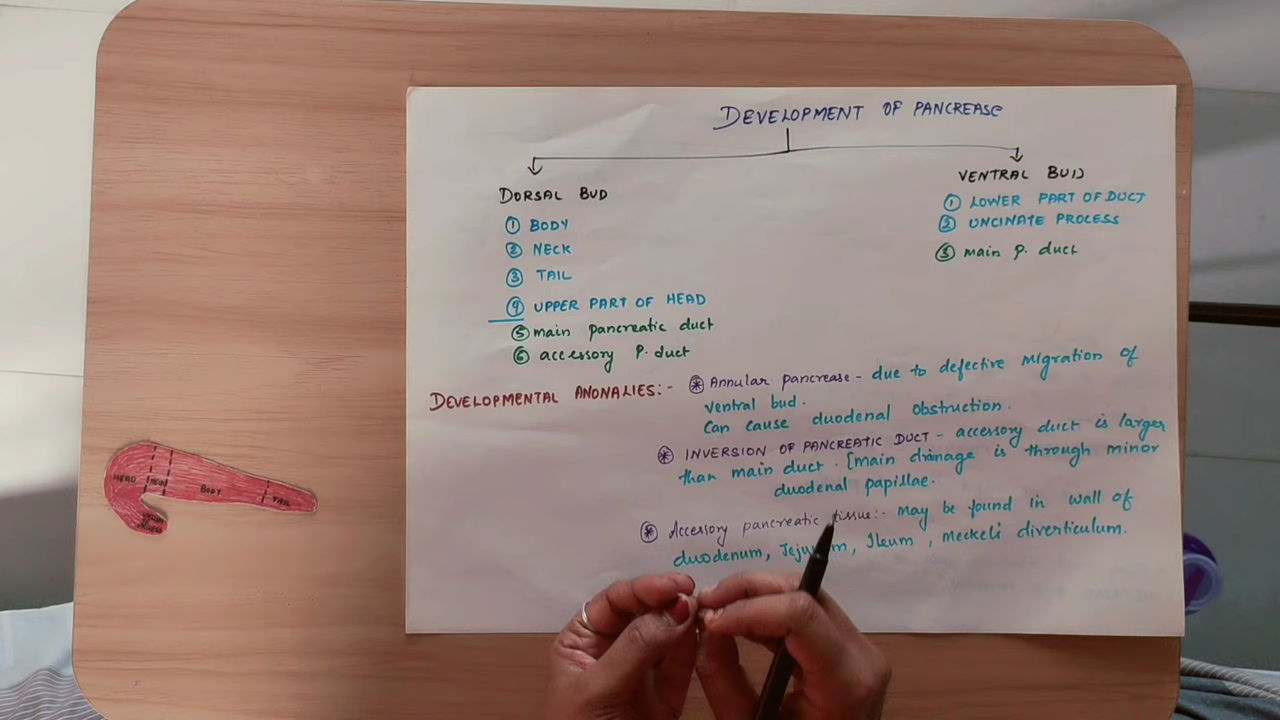 DEVELOPMENT OF PANCREASE
DORSAL BUD
① BODY
② NECK
③ TAIL
④ UPPER PART OF HEAD
⑤ main pancreatic duct
⑥ accessory P. duct
VENTRAL BUD
① LOWER PART OF DUCT
② UNCINATE PROCESS
③ main P. duct
DEVELOPMENTAL ANONALIES:-
Annular pancrease - due to defective migration of
ventral bud.
Can cause duodenal obstruction.
INVERSION OF PANCREATIC DUCT - accessory duct is larger
than main duct. [main drainage is through minor
duodenal papillae.
Accessory pancreatic tissue:- may be found in wall of
duodenum, Jejunum, Ileum, meckeli diverticulum.
HEAD
BODY
TAIL